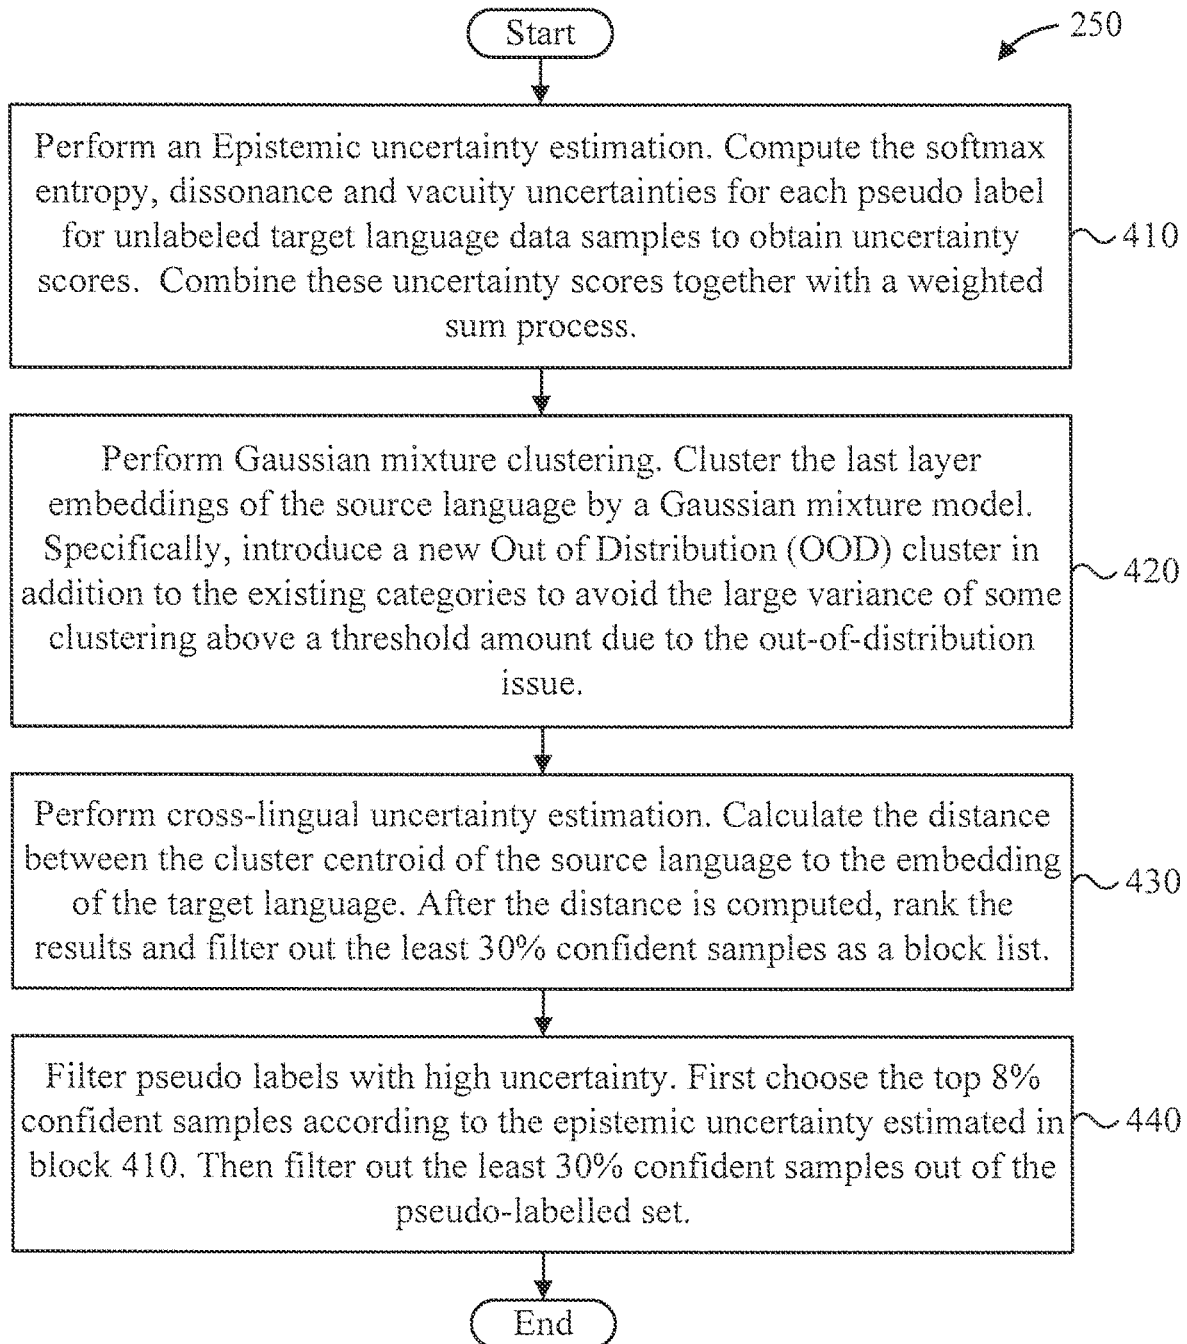 Start
250
Perform an Epistemic uncertainty estimation. Compute the softmax
entropy, dissonance and vacuity uncertainties for each pseudo label
for unlabeled target language data samples to obtain uncertainty
scores. Combine these uncertainty scores together with a weighted
sum process.
410
Perform Gaussian mixture clustering. Cluster the last layer
embeddings of the source language by a Gaussian mixture model.
Specifically, introduce a new Out of Distribution (OOD) cluster in
addition to the existing categories to avoid the large variance of some
clustering above a threshold amount due to the out-of-distribution
issue.
420
Perform cross-lingual uncertainty estimation. Calculate the distance
between the cluster centroid of the source language to the embedding
of the target language. After the distance is computed, rank the
results and filter out the least 30% confident samples as a block list.
430
Filter pseudo labels with high uncertainty. First choose the top 8%
confident samples according to the epistemic uncertainty estimated in
block 410. Then filter out the least 30% confident samples out of the
pseudo-labelled set.
440
End